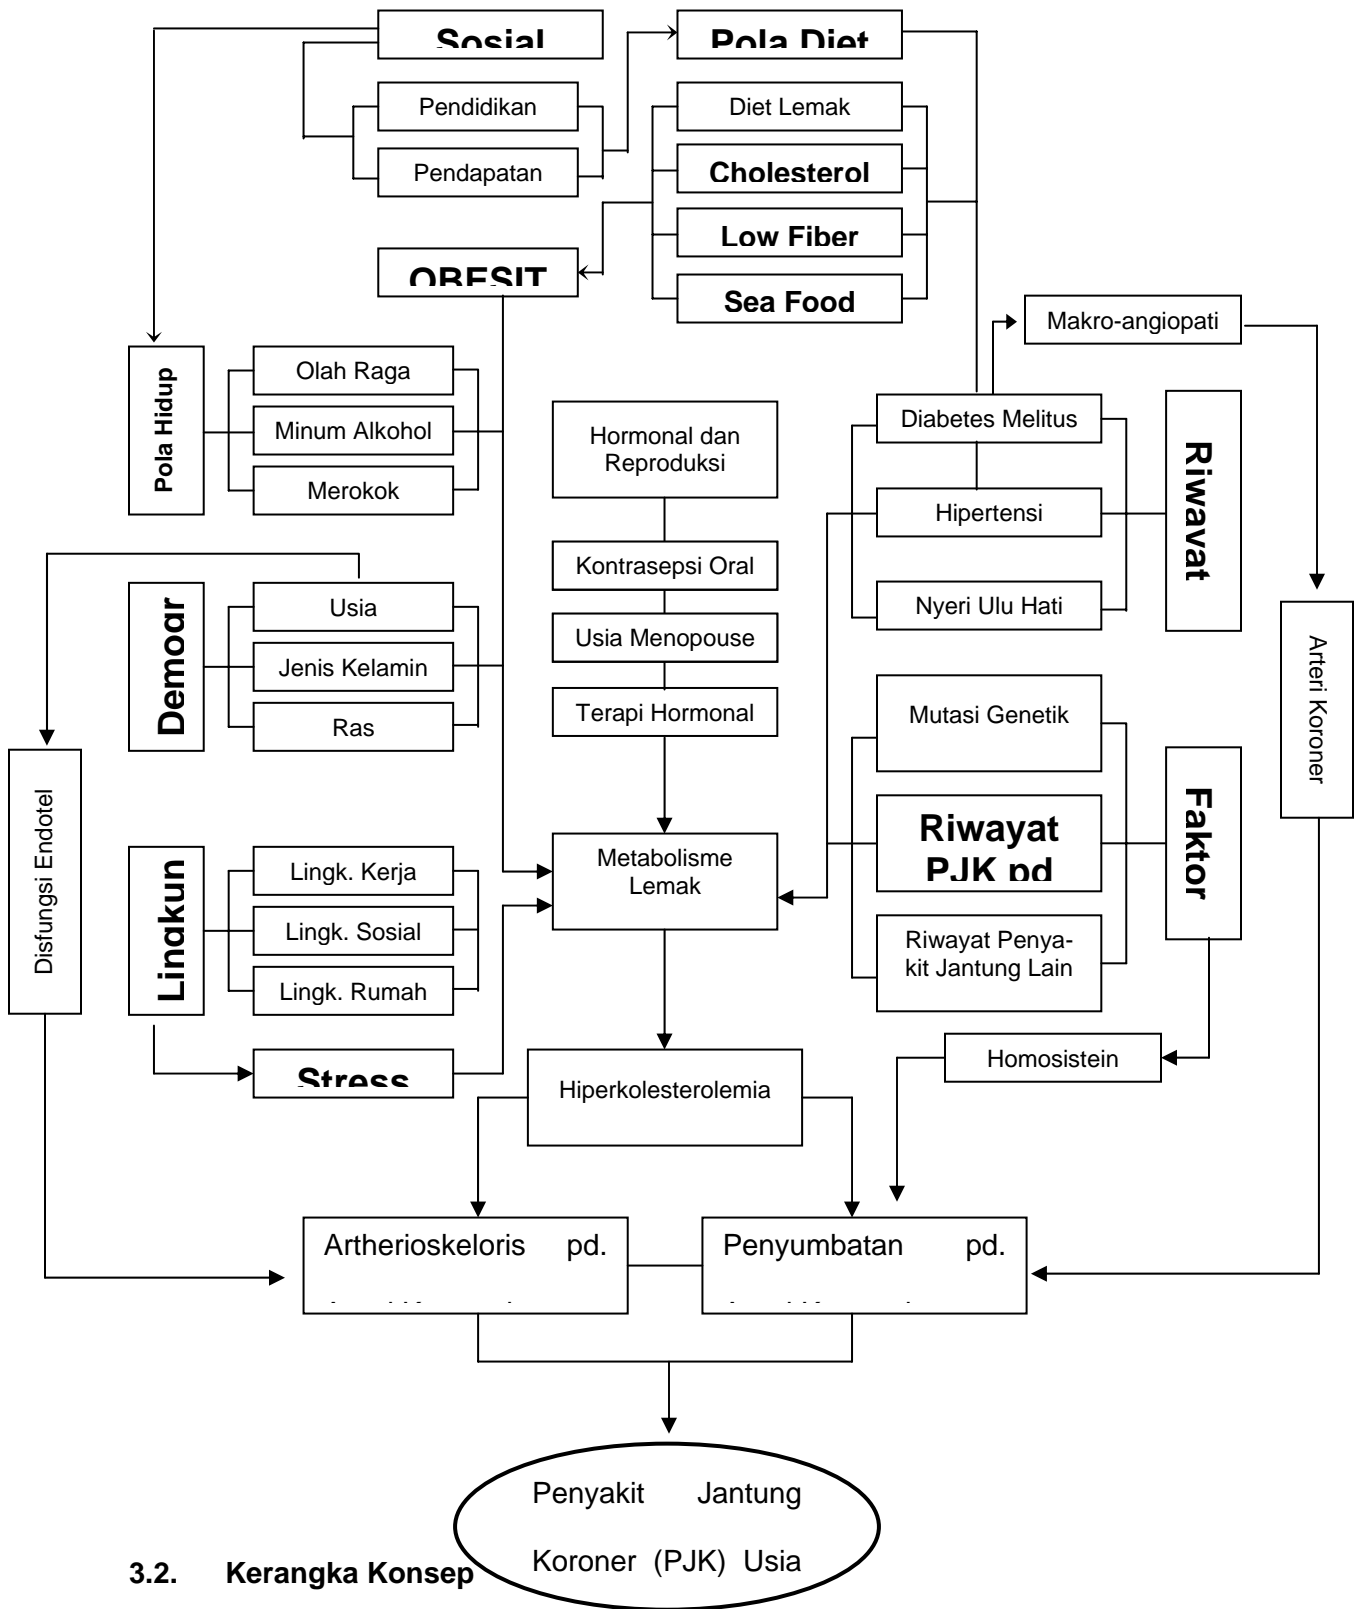 Sosial
Pola Diet
Pendidikan
Diet Lemak
Pendapatan
Cholesterol
Low Fiber
OBESIT
Sea Food
Makro-angiopati
Pola Hidup
Olah Raga
Minum Alkohol
Merokok
Hormonal dan
Reproduksi
Diabetes Melitus
Hipertensi
Nyeri Ulu Hati
Kontrasepsi Oral
Usia Menopouse
Terapi Hormonal
Usia
Jenis Kelamin
Ras
Arteri Koroner
Mutasi Genetik
Riwayat
PJK pd
Riwayat Penya-
kit Jantung Lain
Faktor
Disfungsi Endotel
Lingk. Kerja
Lingk. Sosial
Lingk. Rumah
Metabolisme
Lemak
Stress
Hiperkolesterolemia
Homosistein
Artherioskeloris pd.
Penyumbatan pd.
Penyakit Jantung
Koroner (PJK) Usia
3.2. Kerangka Konsep